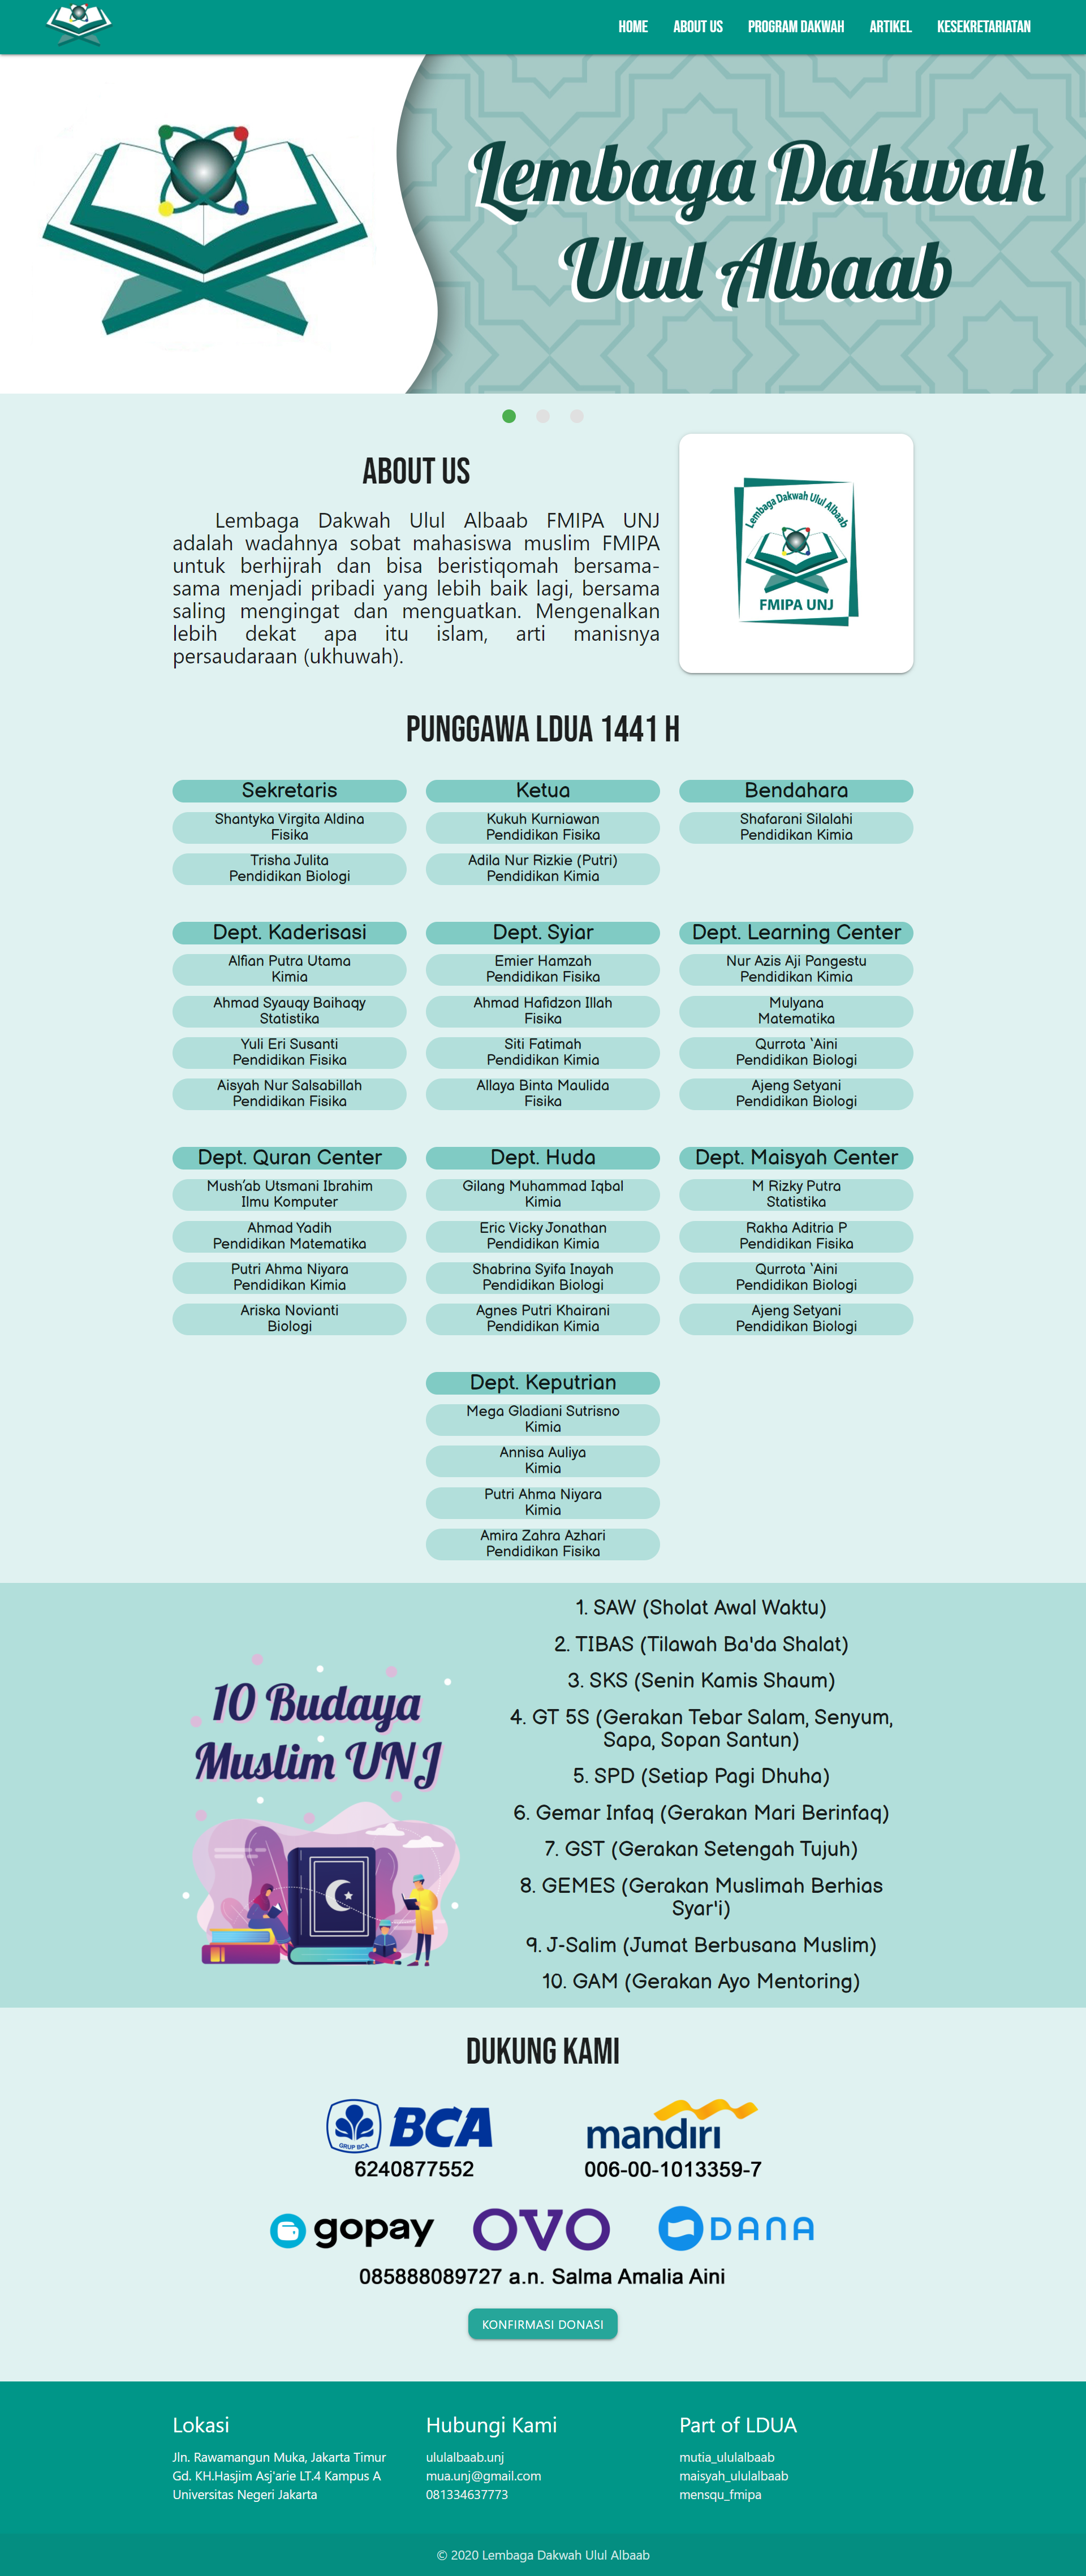 HOME ABOUT US PROGRAM DAKWAH ARTIKEL KESEKRETARIATAN
Lembaga Dakwah
Ulul Albaab
ABOUT US
Lembaga Dakwah Ulul Albaab FMIPA UNJ
adalah wadahnya sobat mahasiswa muslim FMIPA
untuk berhijrah dan bisa beristiqomah bersama-
sama menjadi pribadi yang lebih baik lagi, bersama
saling mengingat dan menguatkan. Mengenalkan
lebih dekat apa itu islam, arti manisnya
persaudaraan (ukhuwah).
Lembaga Dakwah Ulul Albaab
FMIPA UNJ
PUNGGAWA LDUA 1441 H
Sekretaris
Shantyka Virgita Aldina
Fisika
Trisha Julita
Pendidikan Biologi
Ketua
Kukuh Kurniawan
Pendidikan Fisika
Adila Nur Rizkie (Putri)
Pendidikan Kimia
Bendahara
Shafarani Silalahi
Pendidikan Kimia
Dept. Kaderisasi
Alfian Putra Utama
Kimia
Ahmad Syauqy Baihaqy
Statistika
Yuli Eri Susanti
Pendidikan Fisika
Aisyah Nur Salsabillah
Pendidikan Fisika
Dept. Syiar
Emier Hamzah
Pendidikan Fisika
Ahmad Hafidzon Illah
Fisika
Siti Fatimah
Pendidikan Kimia
Allaya Binta Maulida
Fisika
Dept. Learning Center
Nur Azis Aji Pangestu
Pendidikan Kimia
Mulyana
Matematika
Qurrota 'Aini
Pendidikan Biologi
Ajeng Setyani
Pendidikan Biologi
Dept. Quran Center
Mush'ab Utsmani Ibrahim
Ilmu Komputer
Ahmad Yadih
Pendidikan Matematika
Putri Ahma Niyara
Pendidikan Kimia
Ariska Novianti
Biologi
Dept. Huda
Gilang Muhammad Iqbal
Kimia
Eric Vicky Jonathan
Pendidikan Kimia
Shabrina Syifa Inayah
Pendidikan Biologi
Agnes Putri Khairani
Pendidikan Kimia
Dept. Maisyah Center
M Rizky Putra
Statistika
Rakha Aditria P
Pendidikan Fisika
Qurrota 'Aini
Pendidikan Biologi
Ajeng Setyani
Pendidikan Biologi
Dept. Keputrian
Mega Gladiani Sutrisno
Kimia
Annisa Auliya
Kimia
Putri Ahma Niyara
Kimia
Amira Zahra Azhari
Pendidikan Fisika
10 Budaya
Muslim UNJ
1. SAW (Sholat Awal Waktu)
2. TIBAS (Tilawah Ba'da Shalat)
3. SKS (Senin Kamis Shaum)
4. GT 5S (Gerakan Tebar Salam, Senyum,
Sapa, Sopan Santun)
5. SPD (Setiap Pagi Dhuha)
6. Gemar Infaq (Gerakan Mari Berinfaq)
7. GST (Gerakan Setengah Tujuh)
8. GEMES (Gerakan Muslimah Berhias
Syar'i)
9. J-Salim (Jumat Berbusana Muslim)
10. GAM (Gerakan Ayo Mentoring)
DUKUNG KAMI
GRUP BCA
BCA
6240877552
mandiri
006-00-1013359-7
gopay OVO DANA
085888089727 a.n. Salma Amalia Aini
KONFIRMASI DONASI
Lokasi
Jln. Rawamangun Muka, Jakarta Timur
Gd. KH.Hasjim Asj'arie LT.4 Kampus A
Universitas Negeri Jakarta
Hubungi Kami
ululalbaab.unj
mua.unj@gmail.com
081334637773
Part of LDUA
mutia_ululalbaab
maisyah_ululalbaab
mensqu_fmipa
© 2020 Lembaga Dakwah Ulul Albaab